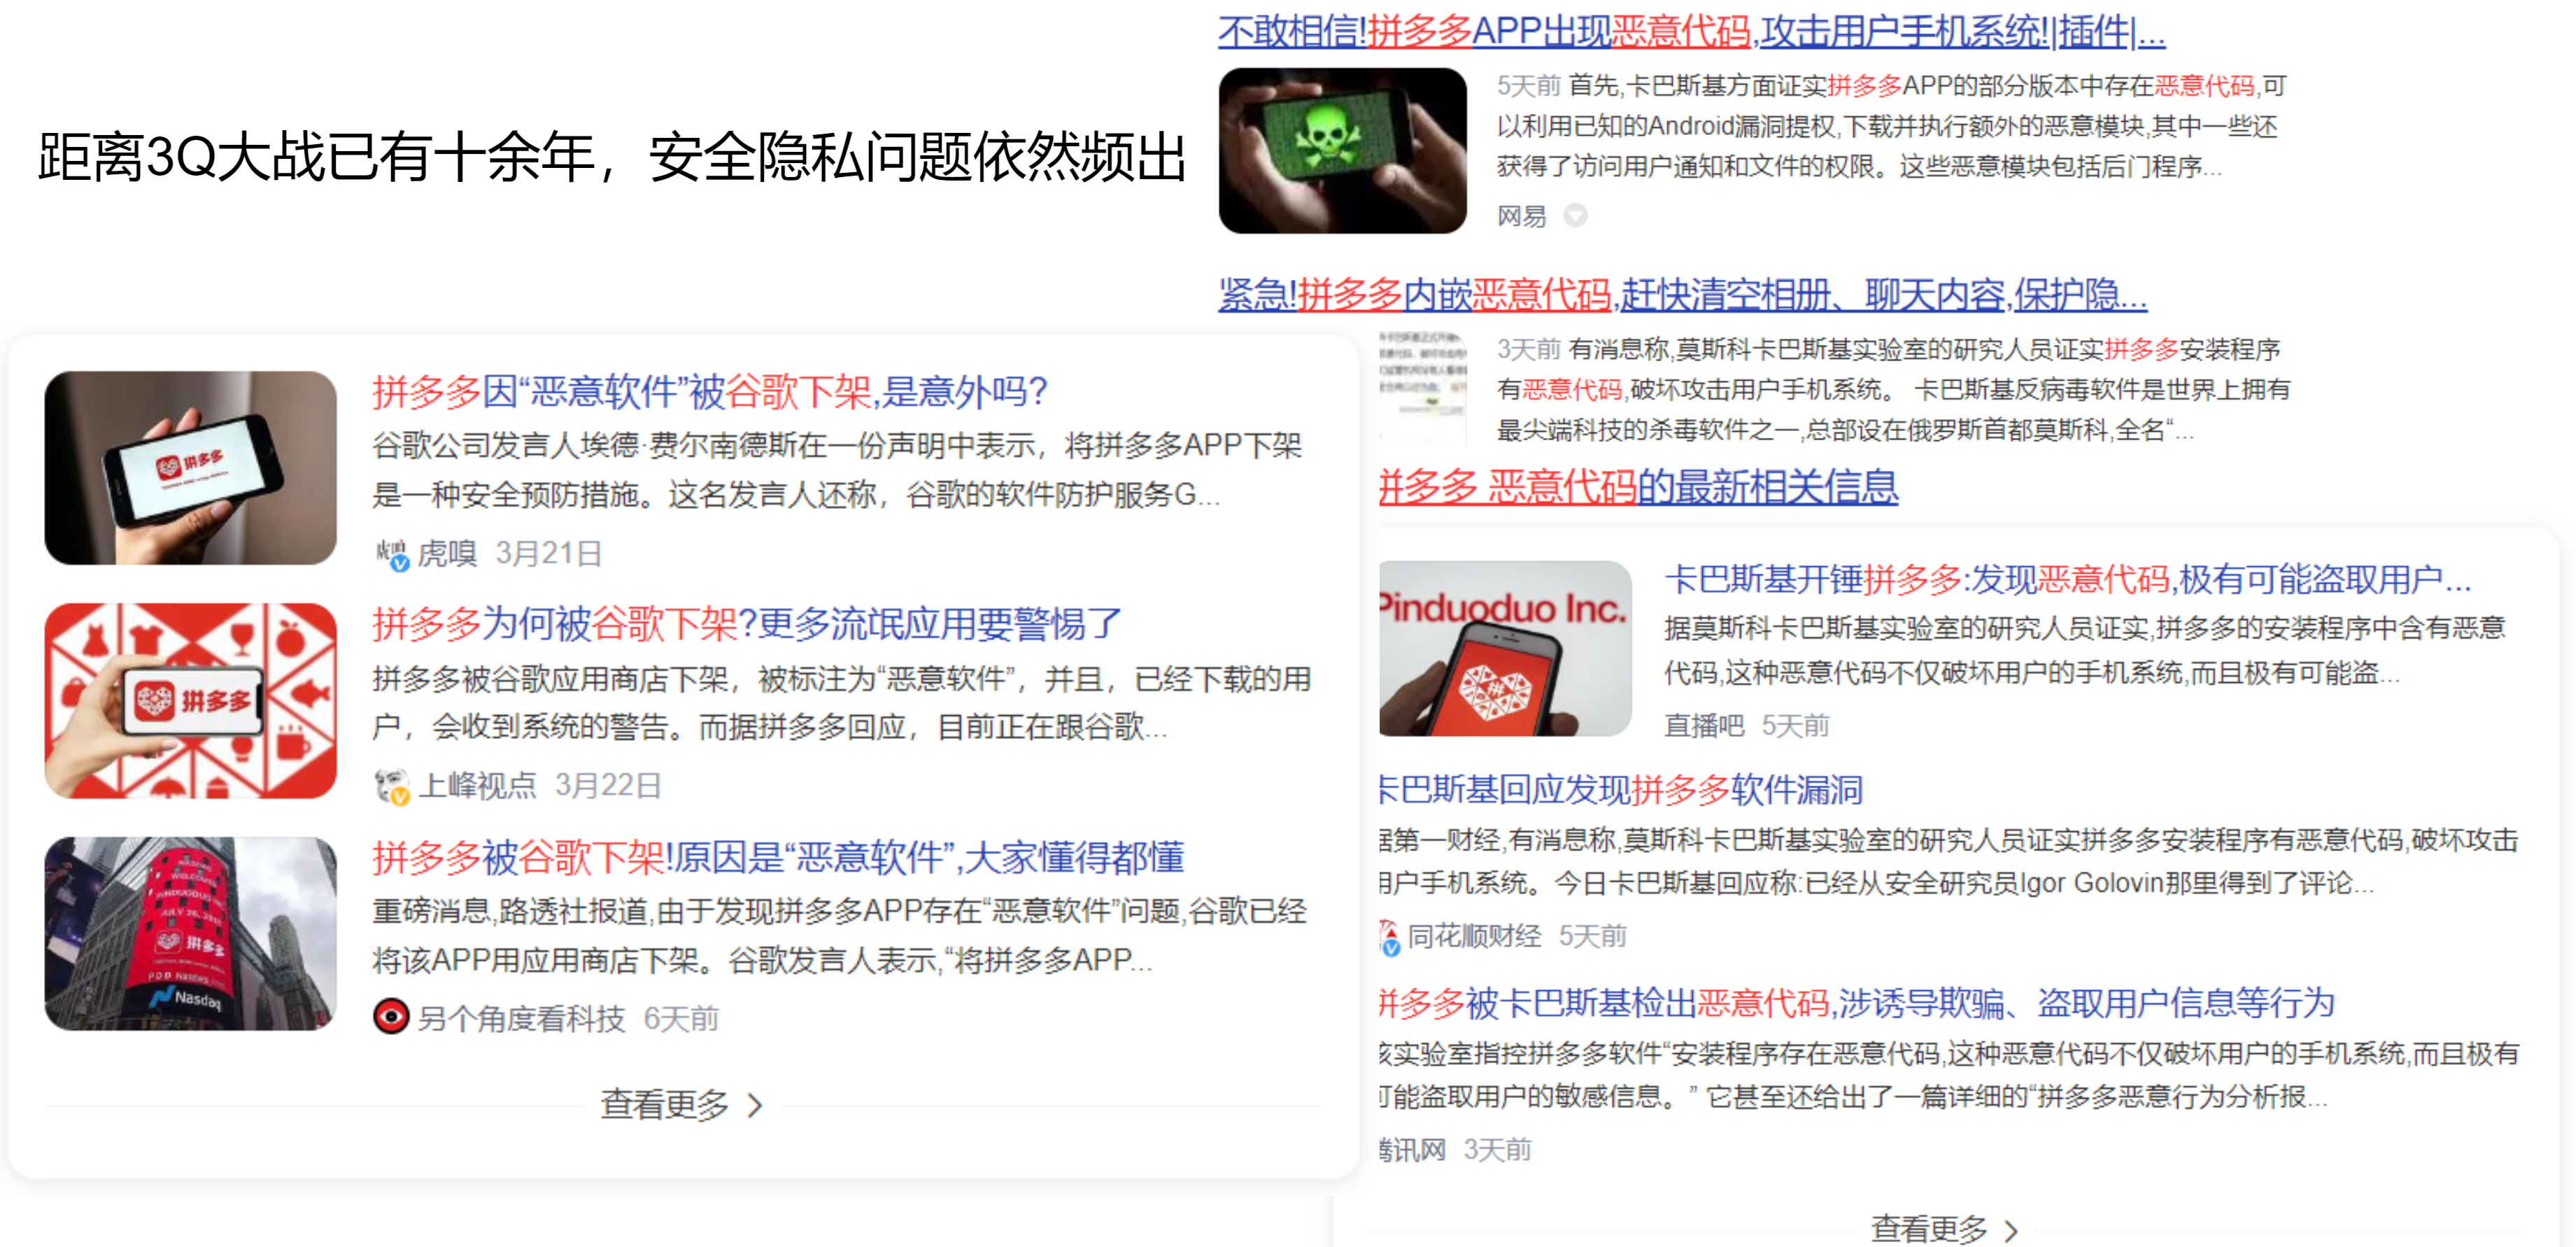 距离3Q大战已有十余年，安全隐私问题依然频出
不敢相信!拼多多APP出现恶意代码,攻击用户手机系统!|插件|...
5天前 首先,卡巴斯基方面证实拼多多APP的部分版本中存在恶意代码,可
以利用已知的Android漏洞提权,下载并执行额外的恶意模块,其中一些还
获得了访问用户通知和文件的权限。这些恶意模块包括后门程序...
网易
紧急!拼多多内嵌恶意代码,赶快清空相册、聊天内容,保护隐...
3天前 有消息称,莫斯科卡巴斯基实验室的研究人员证实拼多多安装程序
有恶意代码,破坏攻击用户手机系统。 卡巴斯基反病毒软件是世界上拥有
最尖端科技的杀毒软件之一,总部设在俄罗斯首都莫斯科,全名“...
拼多多因“恶意软件”被谷歌下架,是意外吗?
谷歌公司发言人埃德·费尔南德斯在一份声明中表示，将拼多多APP下架
是一种安全预防措施。这名发言人还称，谷歌的软件防护服务G...
虎嗅 3月21日
拼多多
拼多多为何被谷歌下架?更多流氓应用要警惕了
拼多多被谷歌应用商店下架，被标注为“恶意软件”，并且，已经下载的用
户，会收到系统的警告。而据拼多多回应，目前正在跟谷歌...
上峰视点 3月22日
拼多多
拼多多被谷歌下架!原因是“恶意软件”,大家懂得都懂
重磅消息,路透社报道,由于发现拼多多APP存在“恶意软件”问题,谷歌已经
将该APP用应用商店下架。谷歌发言人表示,“将拼多多APP...
另个角度看科技 6天前
拼多多
Nasdaq
查看更多
拼多多 恶意代码的最新相关信息
Pinduoduo Inc.
卡巴斯基开锤拼多多:发现恶意代码,极有可能盗取用户...
据莫斯科卡巴斯基实验室的研究人员证实,拼多多的安装程序中含有恶意
代码,这种恶意代码不仅破坏用户的手机系统,而且极有可能盗...
直播吧 5天前
卡巴斯基回应发现拼多多软件漏洞
据第一财经,有消息称,莫斯科卡巴斯基实验室的研究人员证实拼多多安装程序有恶意代码,破坏攻击
用户手机系统。今日卡巴斯基回应称:已经从安全研究员Igor Golovin那里得到了评论...
同花顺财经 5天前
拼多多被卡巴斯基检出恶意代码,涉诱导欺骗、盗取用户信息等行为
该实验室指控拼多多软件“安装程序存在恶意代码,这种恶意代码不仅破坏用户的手机系统,而且极有
可能盗取用户的敏感信息。” 它甚至还给出了一篇详细的“拼多多恶意行为分析报...
腾讯网 3天前
查看更多